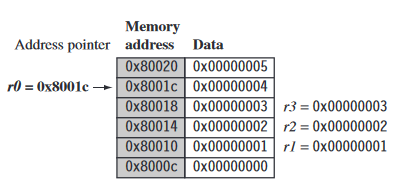 Memory
Address pointer address Data
0x80020 0x00000005
r0 = 0x8001c 0x8001c 0x00000004
0x80018 0x00000003 r3 = 0x00000003
0x80014 0x00000002 r2 = 0x00000002
0x80010 0x00000001 r1 = 0x00000001
0x8000c 0x00000000